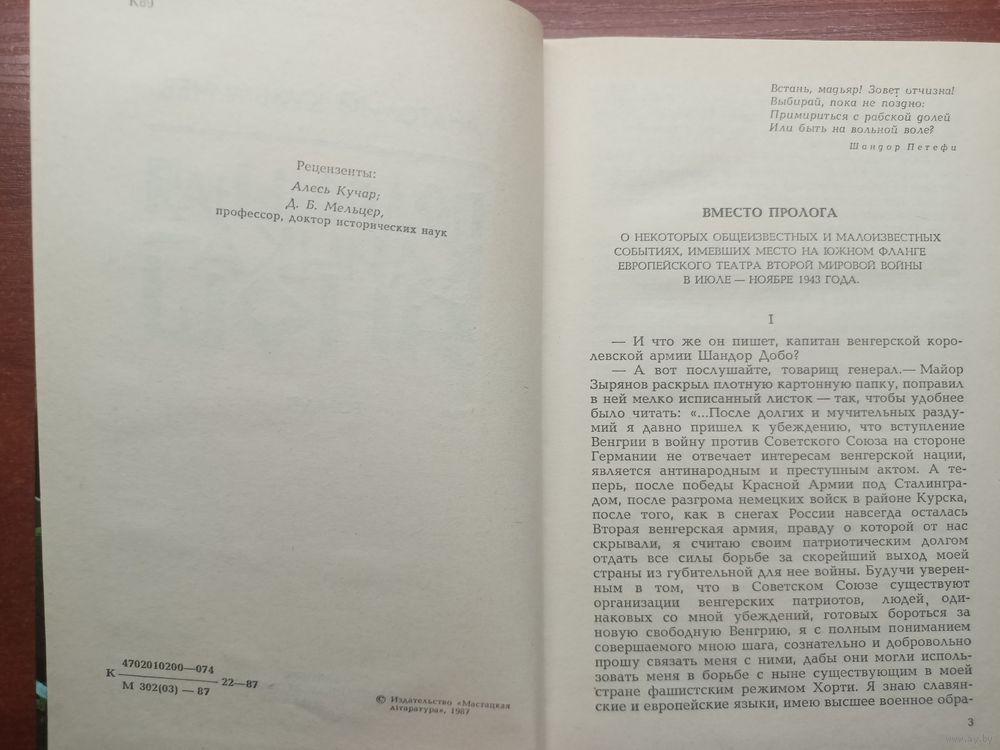 К89
Рецензенты:
Алесь Кучар;
Д. Б. Мельцер,
профессор, доктор исторических наук
К 4702010200—074 22—87
М 302(03) — 87
© Издательство «Мастацкая
лiтаратура», 1987
Встань, мадьяр! Зовет отчизна!
Выбирай, пока не поздно:
Примириться с рабской долей
Или быть на вольной воле?
Шандор Петефи
ВМЕСТО ПРОЛОГА
О НЕКОТОРЫХ ОБЩЕИЗВЕСТНЫХ И МАЛОИЗВЕСТНЫХ
СОБЫТИЯХ, ИМЕВШИХ МЕСТО НА ЮЖНОМ ФЛАНГЕ
ЕВРОПЕЙСКОГО ТЕАТРА ВТОРОЙ МИРОВОЙ ВОЙНЫ
В ИЮЛЕ — НОЯБРЕ 1943 ГОДА.
I
— И что же он пишет, капитан венгерской коро-
левской армии Шандор Добо?
— А вот послушайте, товарищ генерал.— Майор
Зырянов раскрыл плотную картонную папку, поправил
в ней мелко исписанный листок — так, чтобы удобнее
было читать: «...После долгих и мучительных разду-
мий я давно пришел к убеждению, что вступление
Венгрии в войну против Советского Союза на стороне
Германии не отвечает интересам венгерской нации,
является антинародным и преступным актом. А те-
перь, после победы Красной Армии под Сталингра-
дом, после разгрома немецких войск в районе Курска,
после того, как в снегах России навсегда осталась
Вторая венгерская армия, правду о которой от нас
скрывали, я считаю своим патриотическим долгом
отдать все силы борьбе за скорейший выход моей
страны из губительной для нее войны. Будучи уверен-
ным в том, что в Советском Союзе существуют
организации венгерских патриотов, людей, оди-
наковых со мной убеждений, готовых бороться за
новую свободную Венгрию, я с полным пониманием
совершаемого мною шага, сознательно и добровольно
прошу связать меня с ними, дабы они могли исполь-
зовать меня в борьбе с ныне существующим в моей
стране фашистским режимом Хорти. Я знаю славян-
ские и европейские языки, имею высшее военное обра-
3
www.ay.by